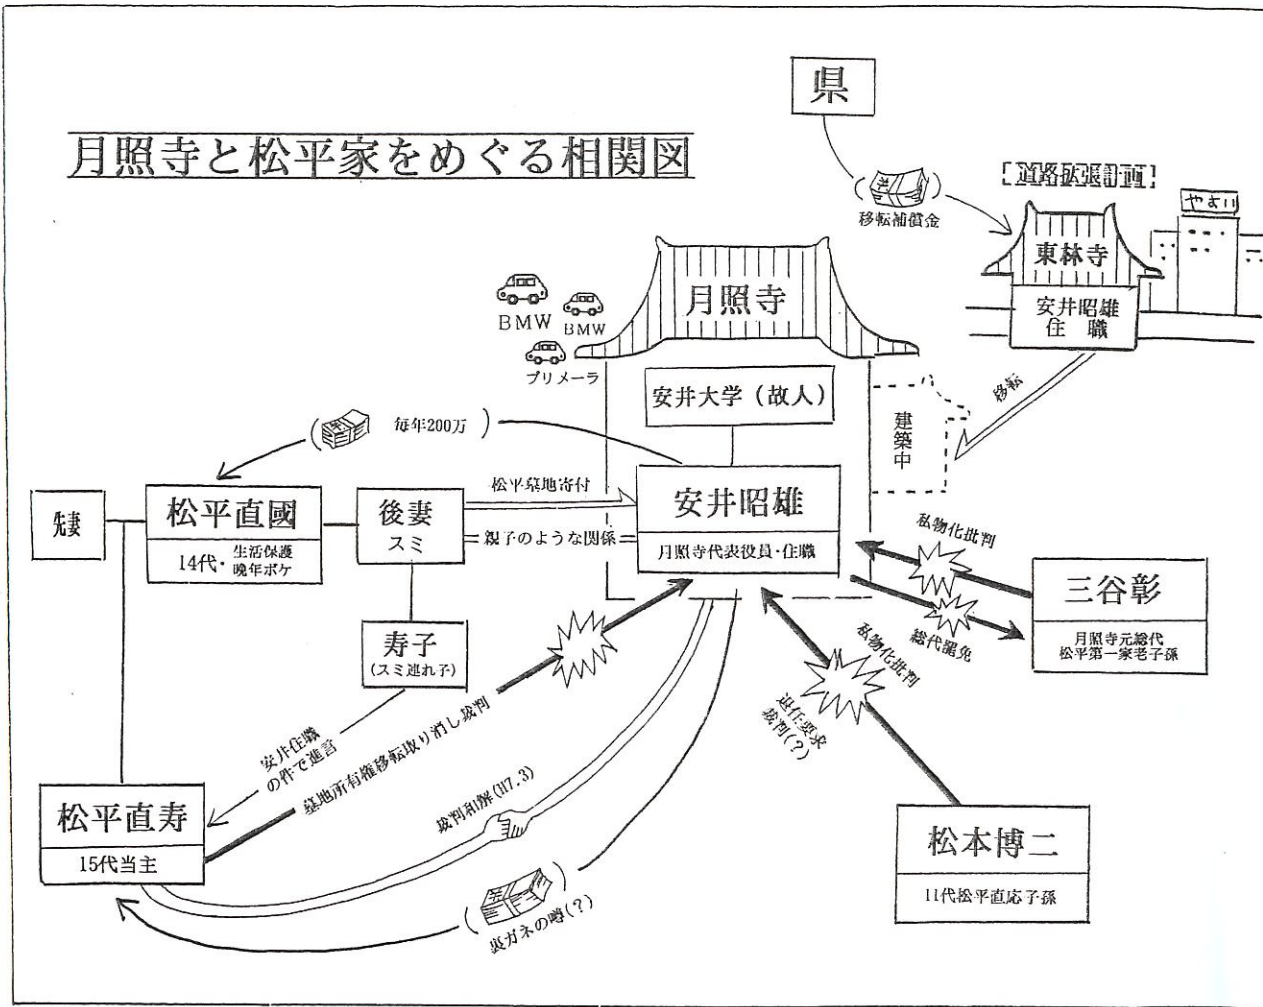 県
月照寺と松平家をめぐる相関図
[道路拡張計画]
移転補償金
やよい
東林寺
安井昭雄
住職
移転
月照寺
BMW
BMW
プリメーラ
安井大学(故人)
建築中
毎年200万
先妻
松平直國
14代・生活保護
晩年ボケ
後妻
スミ
松平墓地寄付
親子のような関係
安井昭雄
月照寺代表役員・住職
私物化批判
総代罷免
三谷彰
月照寺元総代
松平第一家老子孫
寿子
(スミ連れ子)
安井住職
の件で進言
墓地所有権移転取り消し裁判
裁判和解(H7.3)
私物化批判
退任要求
裁判(?)
松平直寿
15代当主
裏ガネの噂(?)
松本博二
11代松平直応子孫